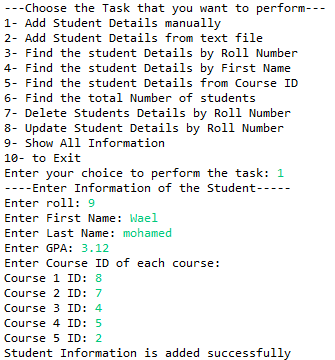 ---Choose the Task that you want to perform---
1- Add Student Details manually
2- Add Student Details from text file
3- Find the student Details by Roll Number
4- Find the student Details by First Name
5- Find the student Details from Course ID
6- Find the total Number of students
7- Delete Students Details by Roll Number
8- Update Student Details by Roll Number
9- Show All Information
10- to Exit
Enter your choice to perform the task: 1
----Enter Information of the Student-----
Enter roll: 9
Enter First Name: Wael
Enter Last Name: mohamed
Enter GPA: 3.12
Enter Course ID of each course:
Course 1 ID: 8
Course 2 ID: 7
Course 3 ID: 4
Course 4 ID: 5
Course 5 ID: 2
Student Information is added successfully